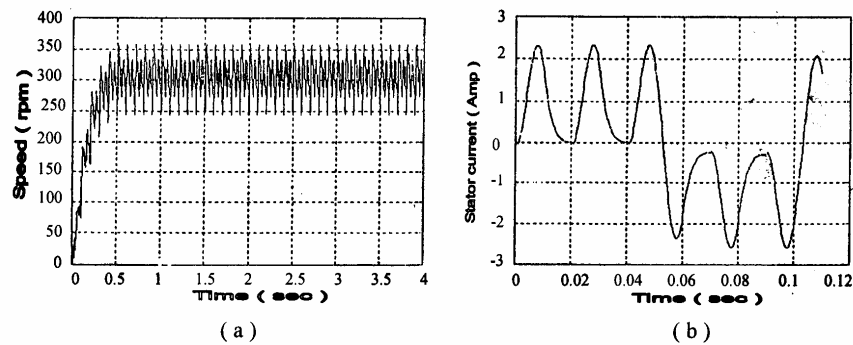 Speed ( rpm )
400
350
300
250
200
150
100
50
0
0 0.5 1 1.5 2 2.5 3 3.5 4
Time ( sec )
( a )
Stator current ( Amp )
3
2
1
0
-1
-2
-3
0 0.02 0.04 0.06 0.08 0.1 0.12
Time ( sec )
( b )